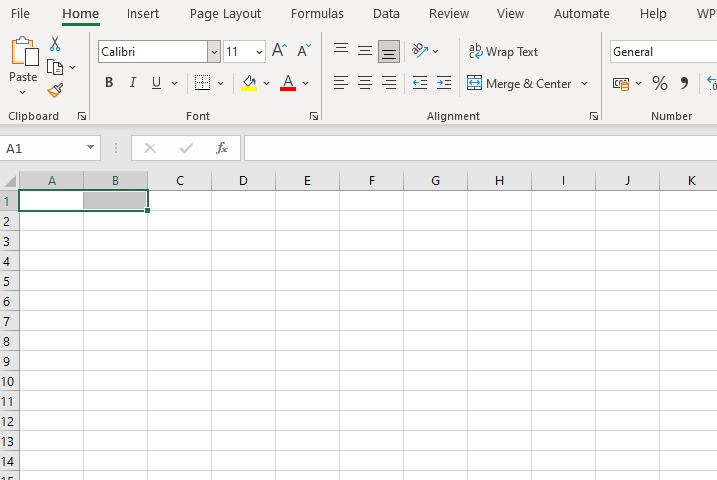 File Home Insert Page Layout Formulas Data Review View Automate Help WP
Calibri 11 ab Wrap Text General
Paste B I U A Merge & Center % ,
Clipboard Font Alignment Number
A1 fx
A B C D E F G H I J K
1
2
3
4
5
6
7
8
9
10
11
12
13
14
15